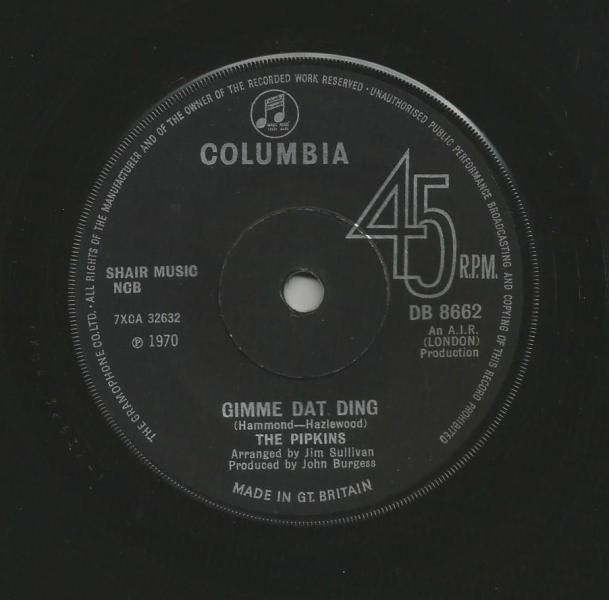 THE GRAMOPHONE CO. LTD. · ALL RIGHTS OF THE MANUFACTURER AND OF THE OWNER OF THE RECORDED WORK RESERVED · UNAUTHORISED PUBLIC PERFORMANCE BROADCASTING AND COPYING OF THIS RECORD PROHIBITED
COLUMBIA
45 R.P.M.
SHAIR MUSIC
NCB
7XCA 32632
℗ 1970
DB 8662
An A.I.R.
(LONDON)
Production
GIMME DAT DING
(Hammond—Hazlewood)
THE PIPKINS
Arranged by Jim Sullivan
Produced by John Burgess
MADE IN GT. BRITAIN